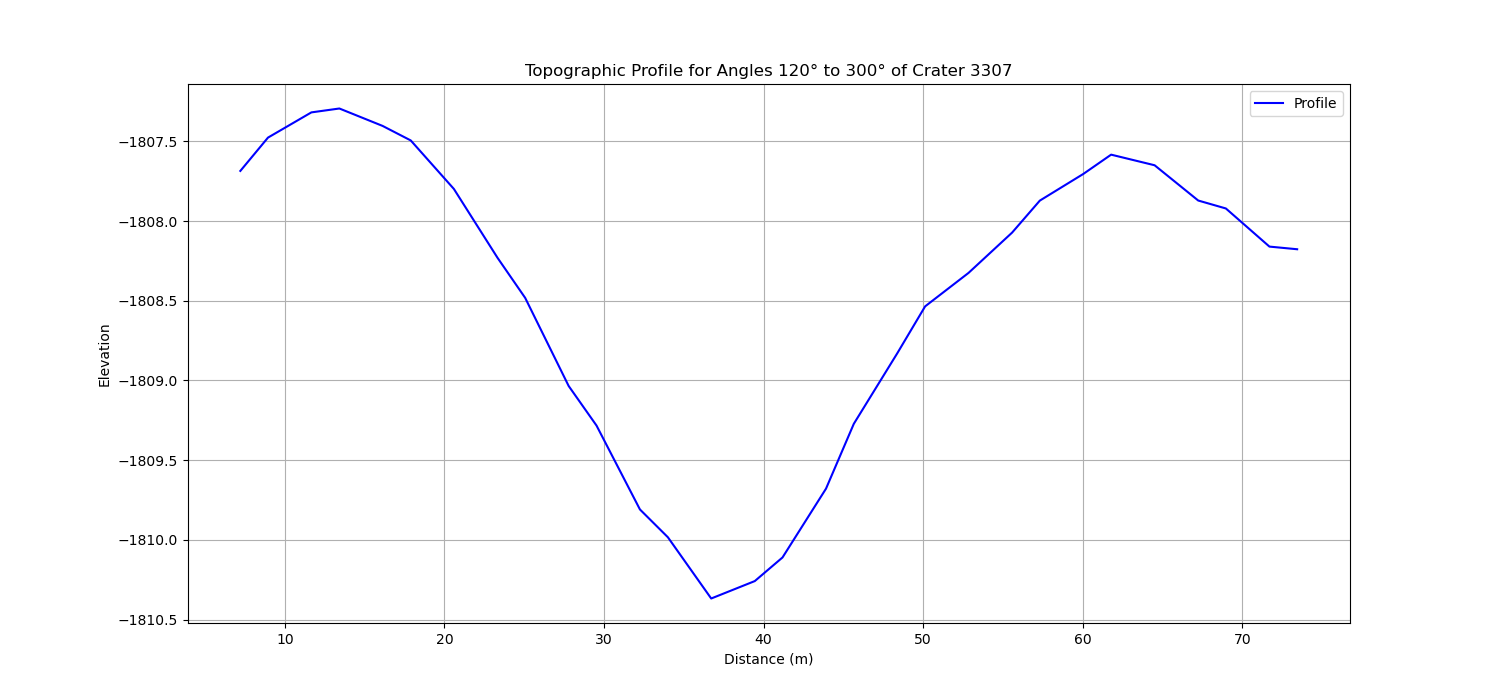 Topographic Profile for Angles 120° to 300° of Crater 3307
Profile
Elevation
−1807.5
−1808.0
−1808.5
−1809.0
−1809.5
−1810.0
−1810.5
10 20 30 40 50 60 70
Distance (m)